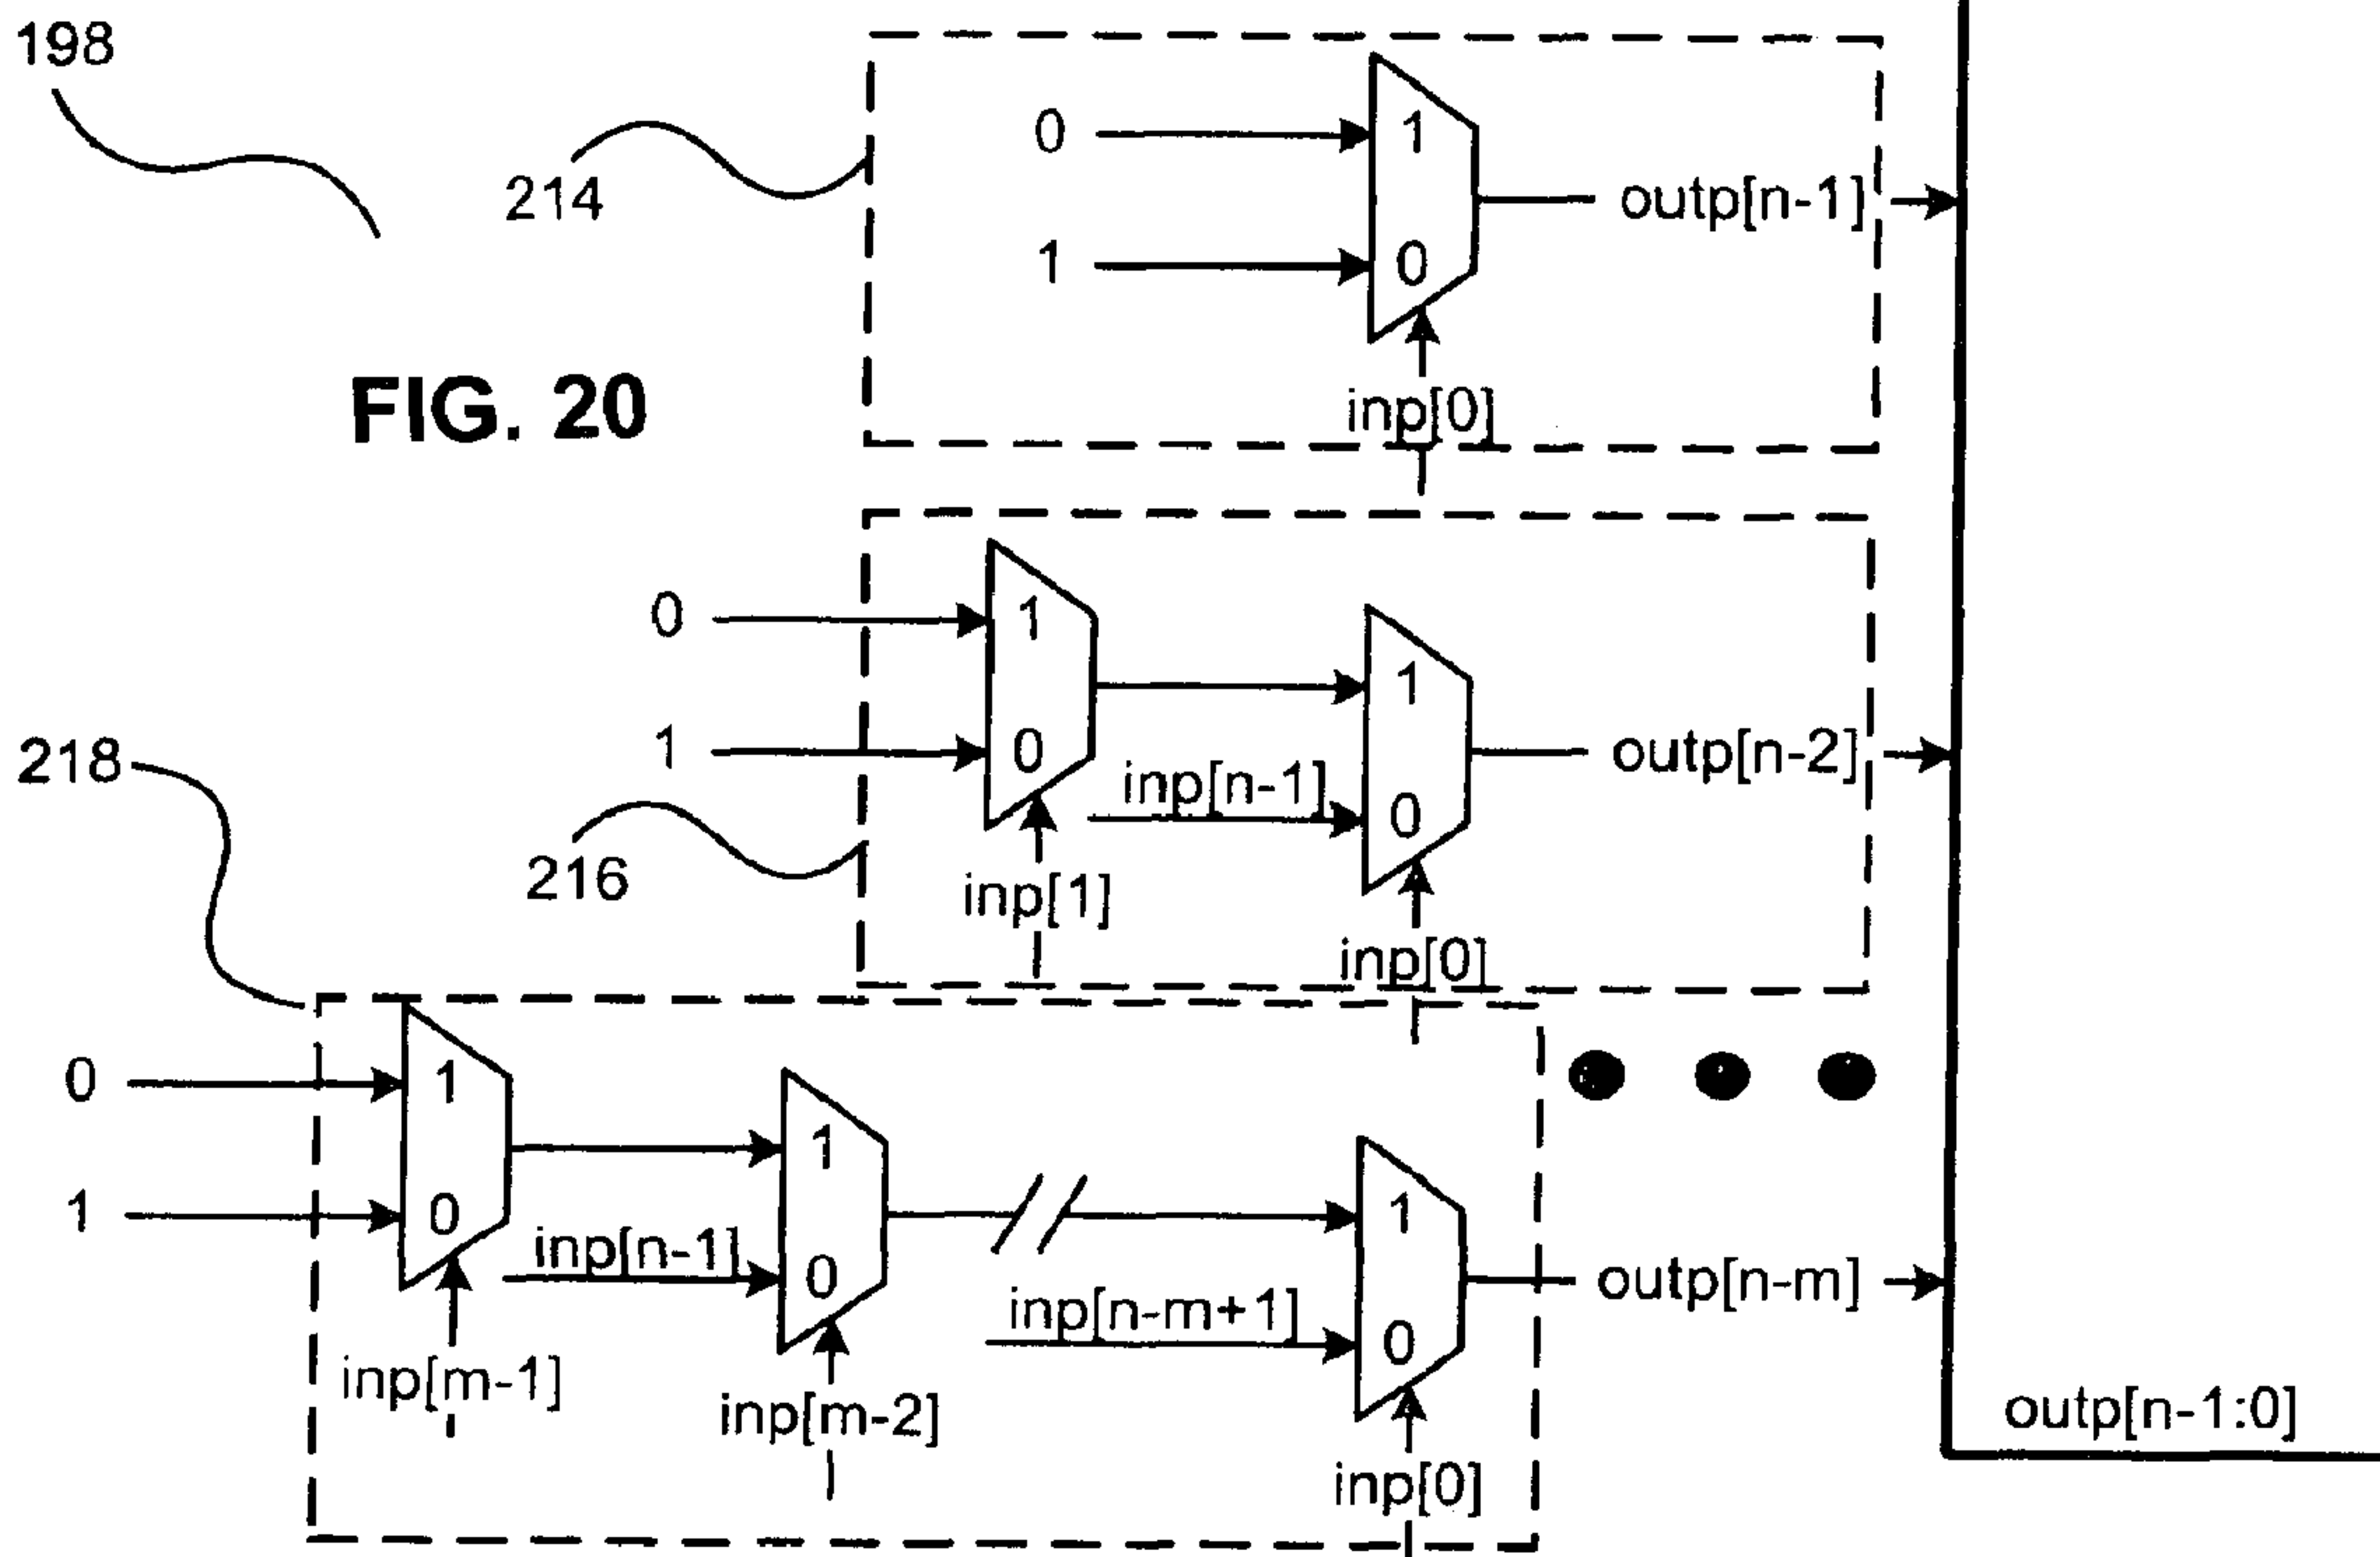 198
214
FIG. 20
0
1
1
0
outp[n-1]
inp[0]
0
1
1
0
inp[n-1]
1
0
outp[n-2]
216
inp[1]
inp[0]
218
0
1
1
0
inp[n-1]
1
0
inp[n-m+1]
1
0
outp[n-m]
inp[m-1]
inp[m-2]
inp[0]
outp[n-1:0]